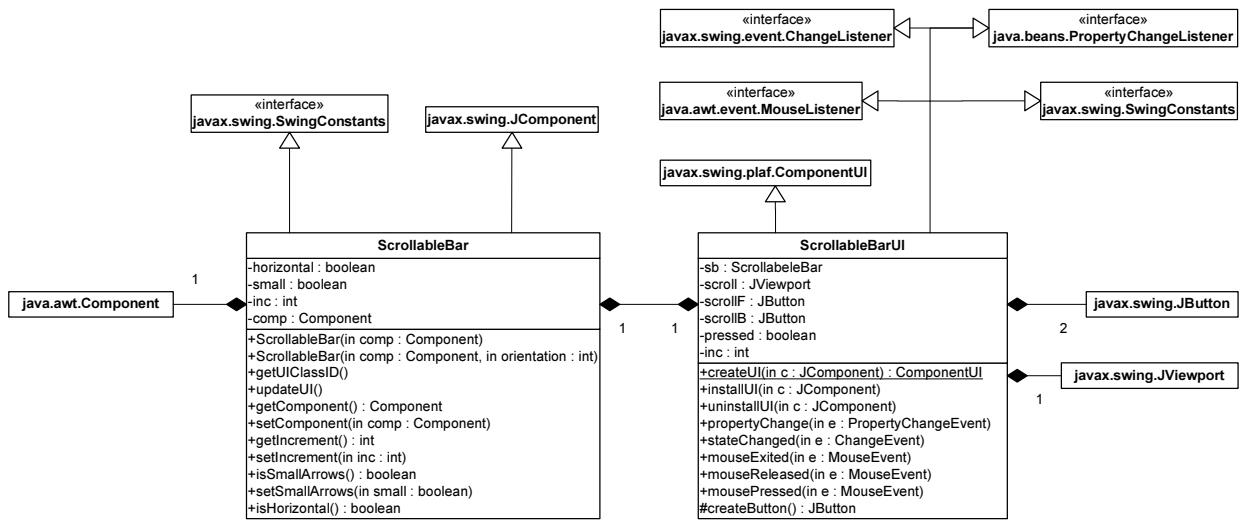 «interface»
javax.swing.event.ChangeListener
«interface»
java.beans.PropertyChangeListener
«interface»
java.awt.event.MouseListener
«interface»
javax.swing.SwingConstants
«interface»
javax.swing.SwingConstants
javax.swing.JComponent
javax.swing.plaf.ComponentUI
java.awt.Component
1
ScrollableBar
-horizontal : boolean
-small : boolean
-inc : int
-comp : Component
+ScrollableBar(in comp : Component)
+ScrollableBar(in comp : Component, in orientation : int)
+getUIClassID()
+updateUI()
+getComponent() : Component
+setComponent(in comp : Component)
+getIncrement() : int
+setIncrement(in inc : int)
+isSmallArrows() : boolean
+setSmallArrows(in small : boolean)
+isHorizontal() : boolean
1
1
ScrollableBarUI
-sb : ScrollabeleBar
-scroll : JViewport
-scrollF : JButton
-scrollB : JButton
-pressed : boolean
-inc : int
+createUI(in c : JComponent) : ComponentUI
+installUI(in c : JComponent)
+uninstallUI(in c : JComponent)
+propertyChange(in e : PropertyChangeEvent)
+stateChanged(in e : ChangeEvent)
+mouseExited(in e : MouseEvent)
+mouseReleased(in e : MouseEvent)
+mousePressed(in e : MouseEvent)
#createButton() : JButton
javax.swing.JButton
2
javax.swing.JViewport
1